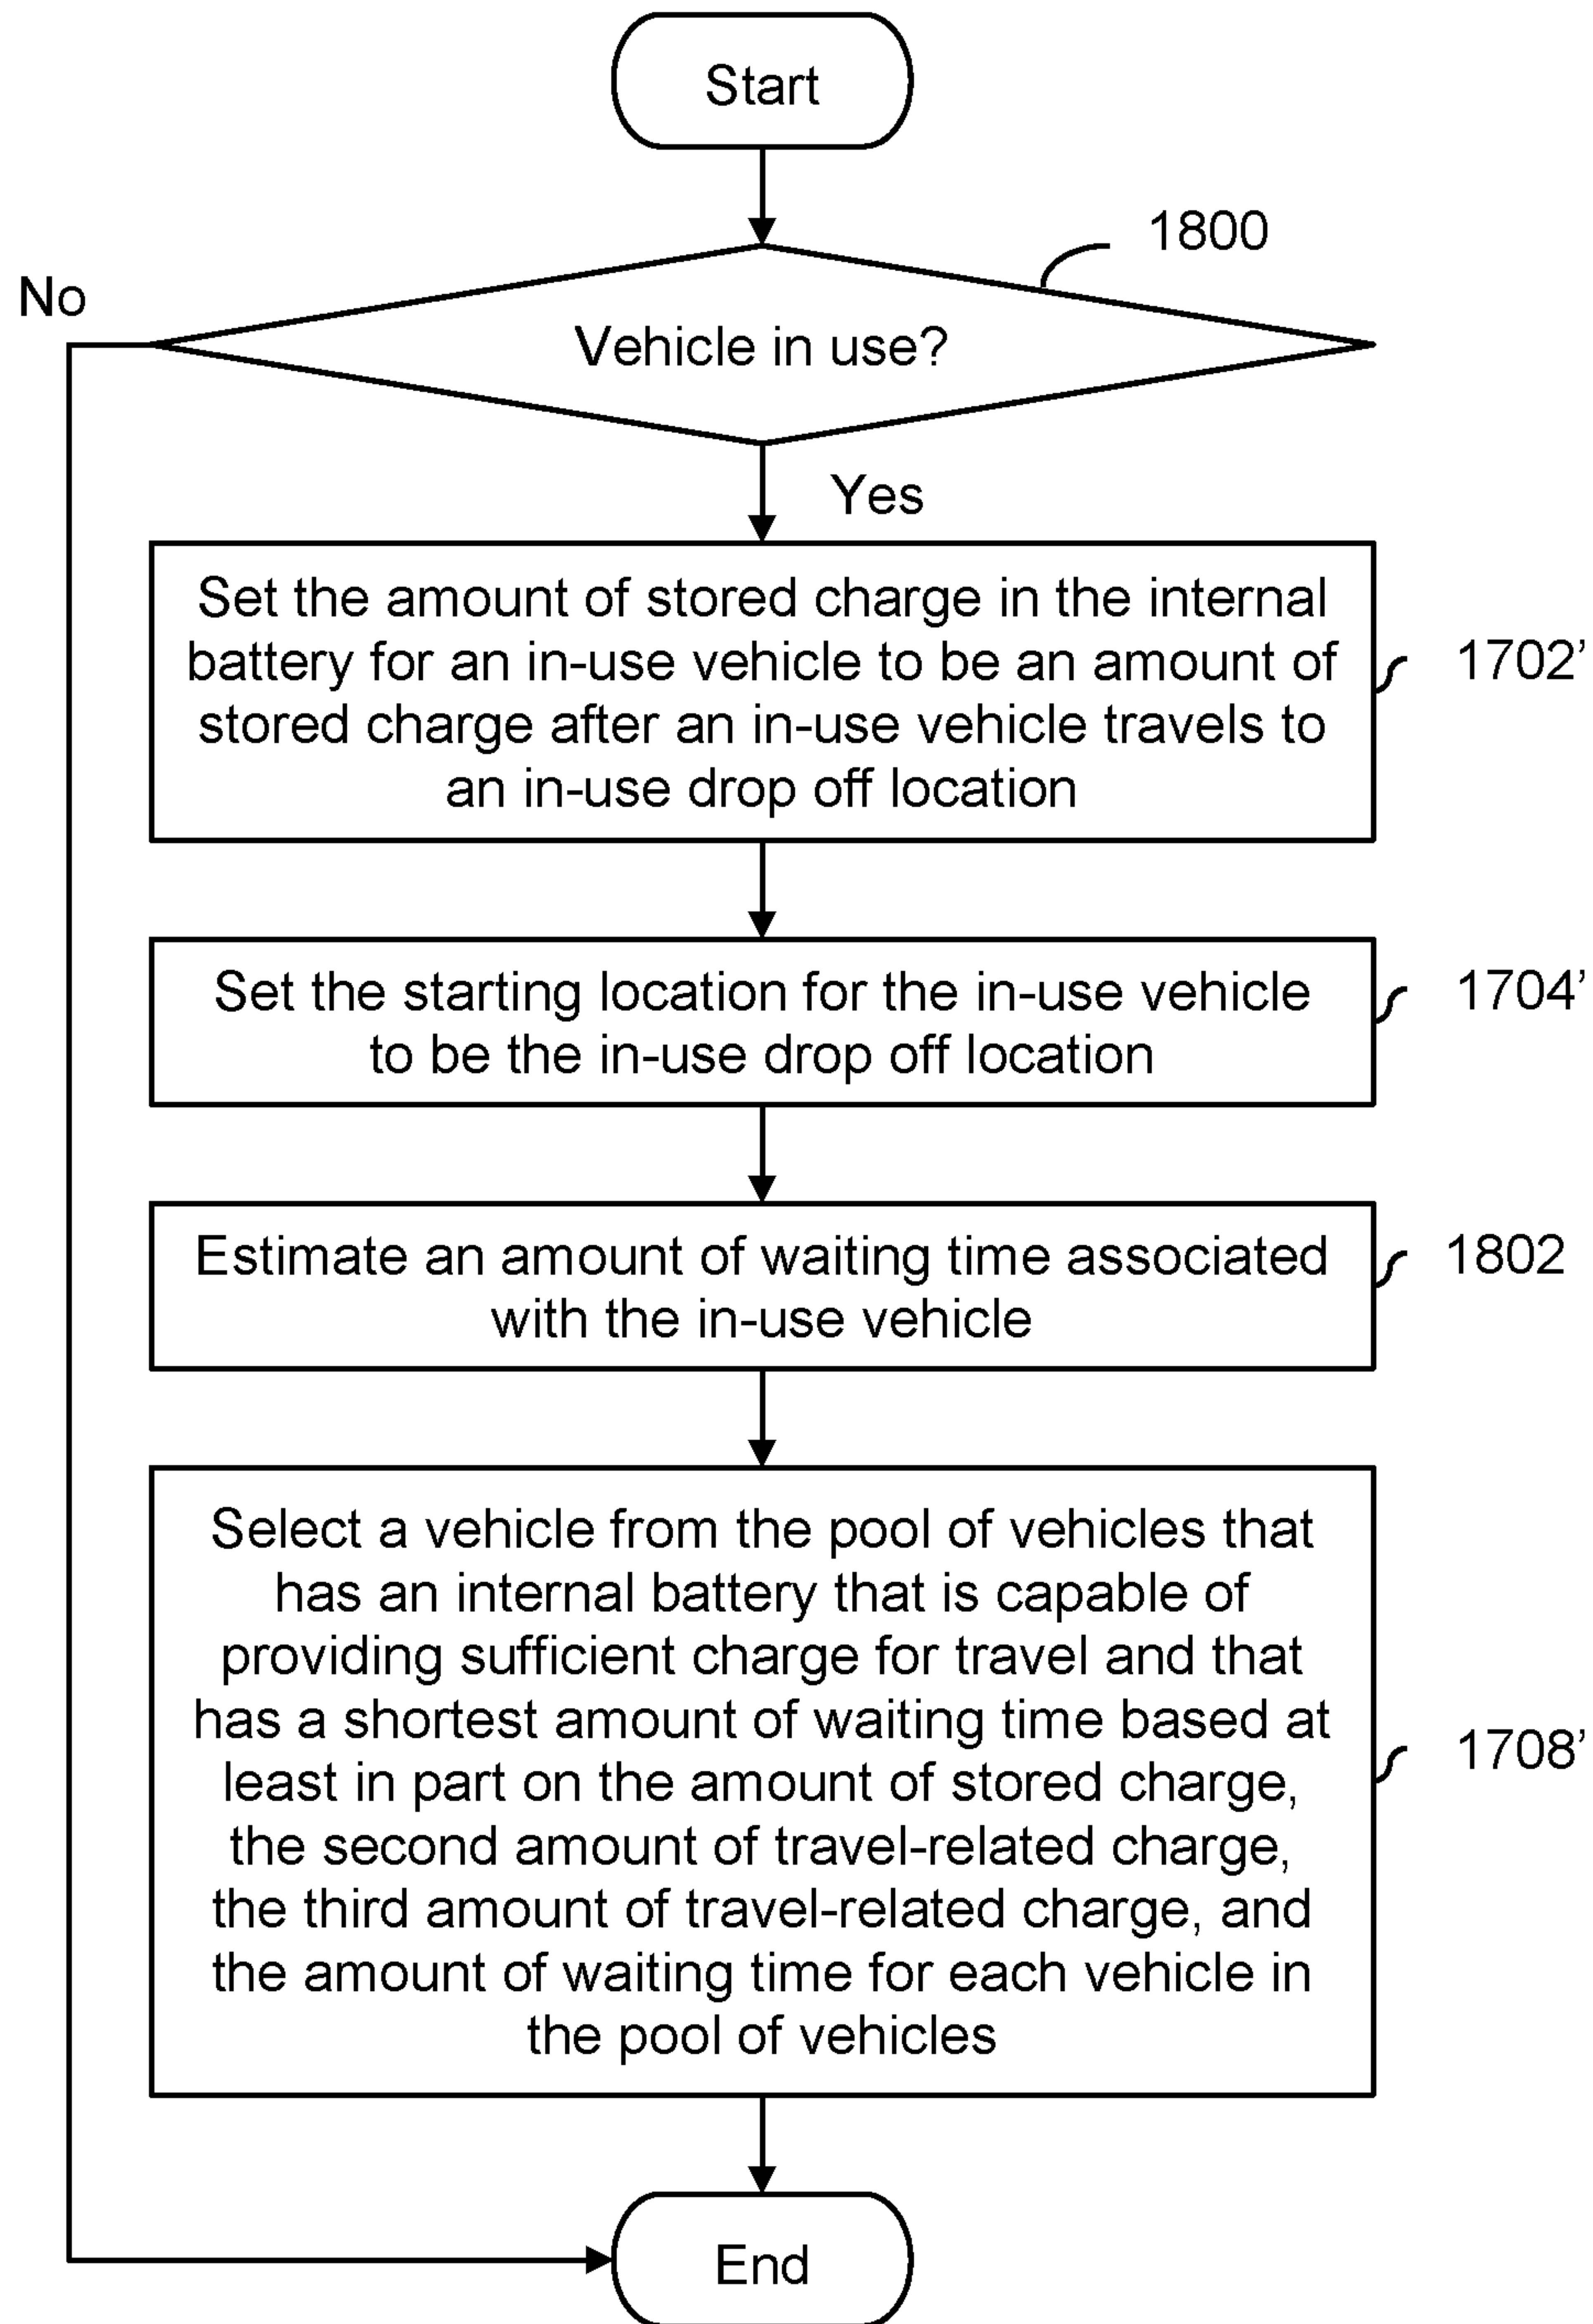 Start
1800
No
Vehicle in use?
Yes
Set the amount of stored charge in the internal
battery for an in-use vehicle to be an amount of
stored charge after an in-use vehicle travels to
an in-use drop off location
1702’
Set the starting location for the in-use vehicle
to be the in-use drop off location
1704’
Estimate an amount of waiting time associated
with the in-use vehicle
1802
Select a vehicle from the pool of vehicles that
has an internal battery that is capable of
providing sufficient charge for travel and that
has a shortest amount of waiting time based at
least in part on the amount of stored charge,
the second amount of travel-related charge,
the third amount of travel-related charge, and
the amount of waiting time for each vehicle in
the pool of vehicles
1708’
End